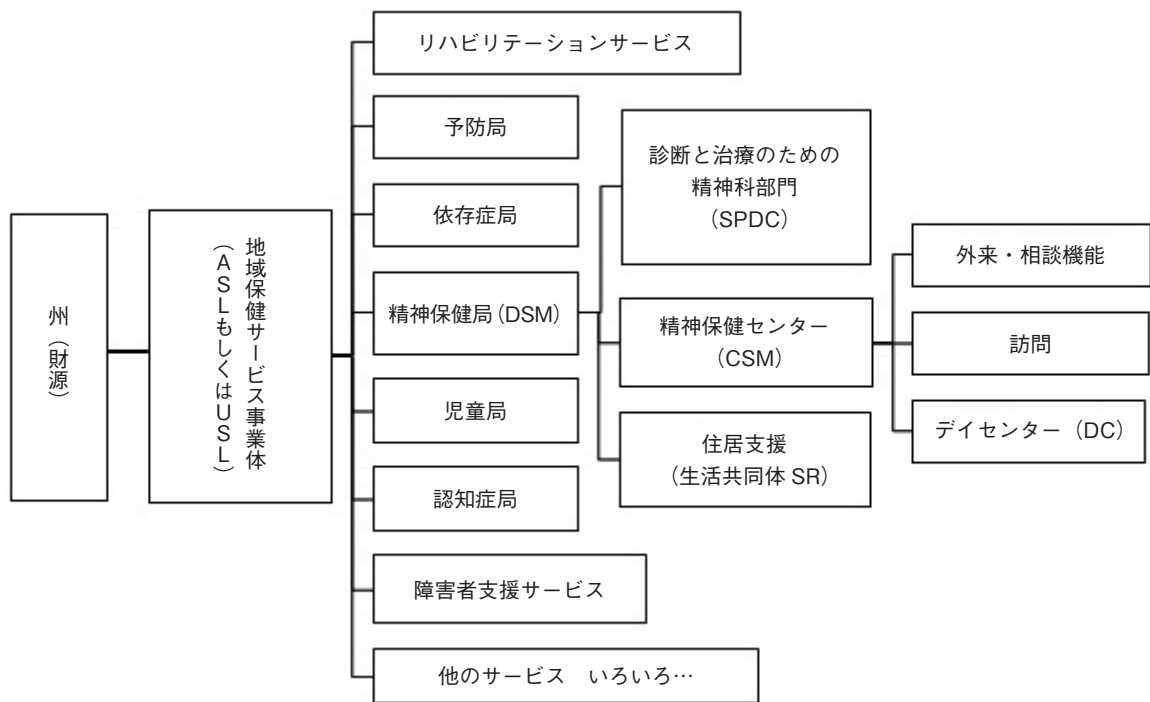 州（財源）
地域保健サービス事業体
（ASLもしくはUSL）
リハビリテーションサービス
予防局
依存症局
精神保健局（DSM）
児童局
認知症局
障害者支援サービス
他のサービス　いろいろ…
診断と治療のための
精神科部門
（SPDC）
精神保健センター
（CSM）
住居支援
（生活共同体 SR）
外来・相談機能
訪問
デイセンター（DC）